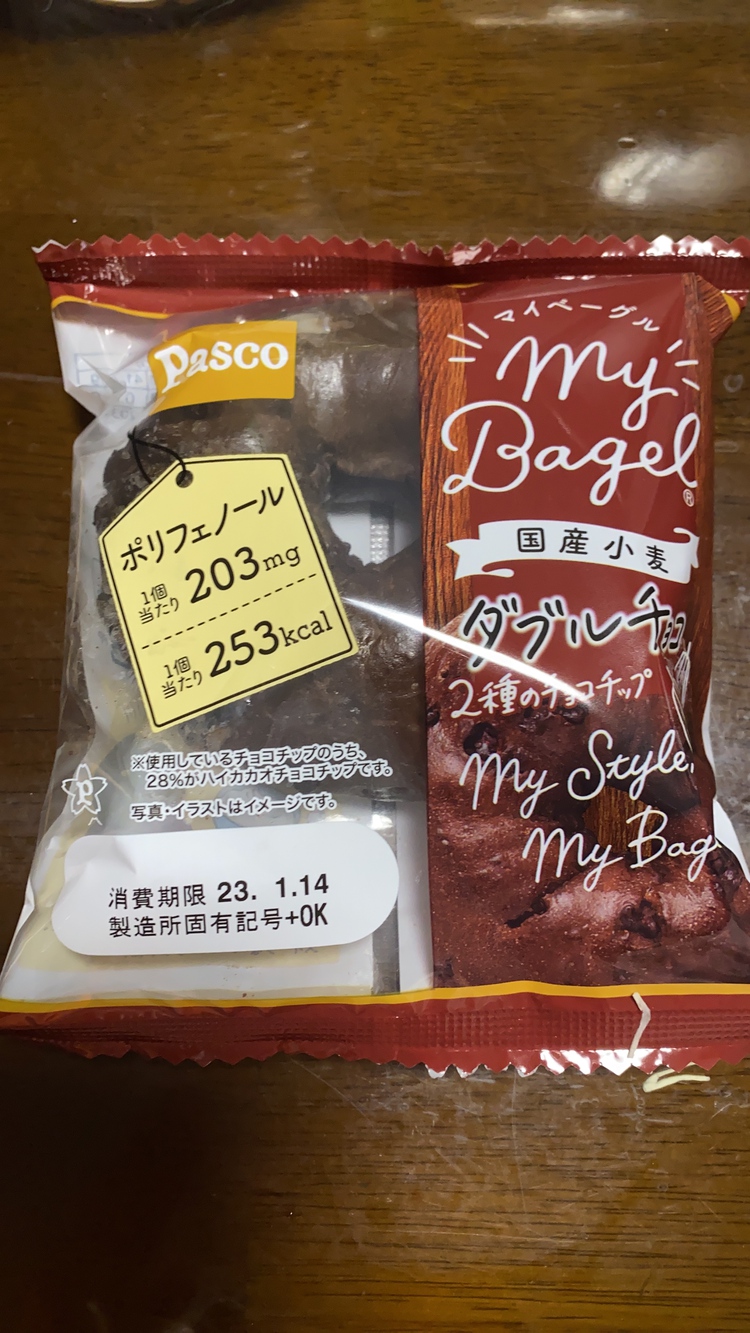 Pasco
ポリフェノール
1個
当たり 203mg
1個
当たり 253kcal
※使用しているチョコチップのうち、
28%がハイカカオチョコチップです。
写真・イラストはイメージです。
消費期限 23. 1.14
製造所固有記号+OK
マイベーグル
My
Bagel®
国産小麦
ダブルチョコ
2種のチョコチップ
My Style,
My Bag